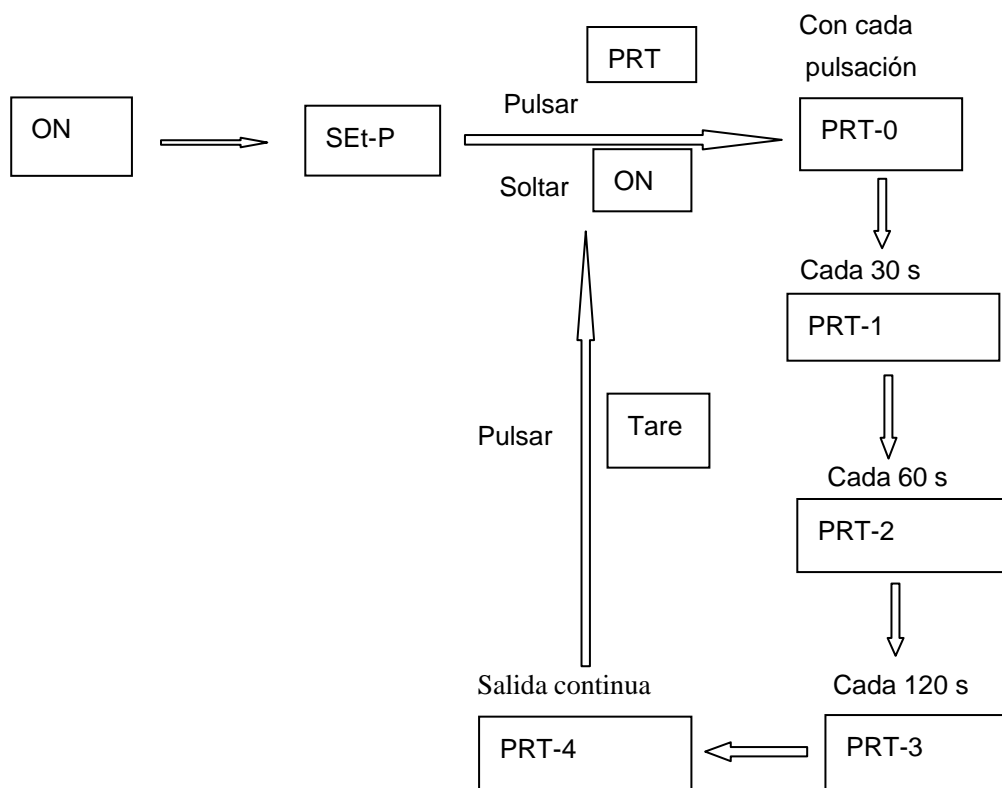 ON
SEt-P
Pulsar
PRT
Soltar
ON
Con cada
pulsación
PRT-0
Cada 30 s
PRT-1
Cada 60 s
PRT-2
Cada 120 s
PRT-3
Salida continua
PRT-4
Pulsar
Tare